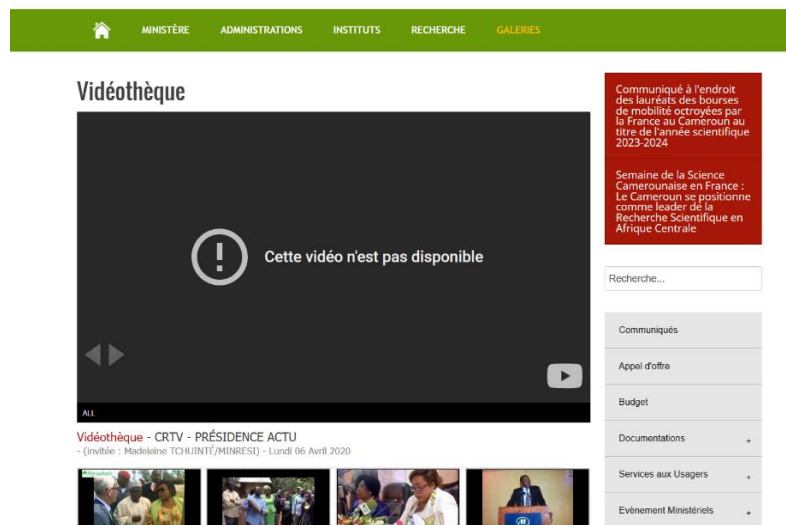 MINISTÈRE ADMINISTRATIONS INSTITUTS RECHERCHE GALERIES
Vidéothèque
Cette vidéo n'est pas disponible
ALL
Vidéothèque - CRTV - PRÉSIDENCE ACTU
- (invitée : Madeleine TCHUINTÉ/MINRESI) - Lundi 06 Avril 2020
Communiqué à l'endroit
des lauréats des bourses
de mobilité octroyées par
la France au Cameroun au
titre de l'année scientifique
2023-2024
Semaine de la Science
Camerounaise en France :
Le Cameroun se positionne
comme leader de la
Recherche Scientifique en
Afrique Centrale
Recherche...
Communiqués
Appel d'offre
Budget
Documentations +
Services aux Usagers +
Evènement Ministériels +